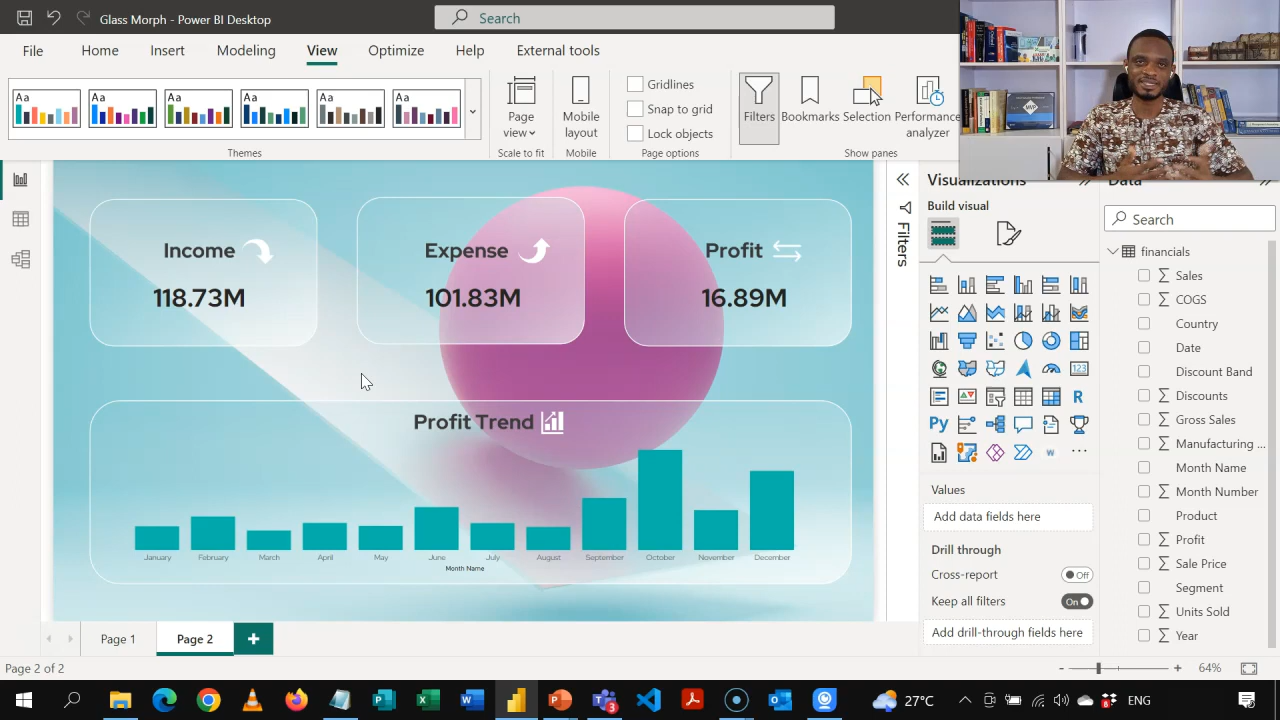 Glass Morph - Power BI Desktop
Search
File
Home
Insert
Modeling
View
Optimize
Help
External tools
Aa
Aa
Aa
Aa
Aa
Aa
Themes
Page
view
Scale to fit
Mobile
layout
Mobile
Gridlines
Snap to grid
Lock objects
Page options
Filters
Bookmarks
Selection
Performance
analyzer
Show panes
MVP
Income
118.73M
Expense
101.83M
Profit
16.89M
Profit Trend
January
February
March
April
May
June
July
August
September
October
November
December
Month Name
Filters
Visualizations
Build visual
123
R
Py
Values
Add data fields here
Drill through
Cross-report
Off
Keep all filters
On
Add drill-through fields here
Data
Search
financials
Sales
COGS
Country
Date
Discount Band
Discounts
Gross Sales
Manufacturing ...
Month Name
Month Number
Product
Profit
Sale Price
Segment
Units Sold
Year
Page 1
Page 2
Page 2 of 2
64%
27°C
ENG